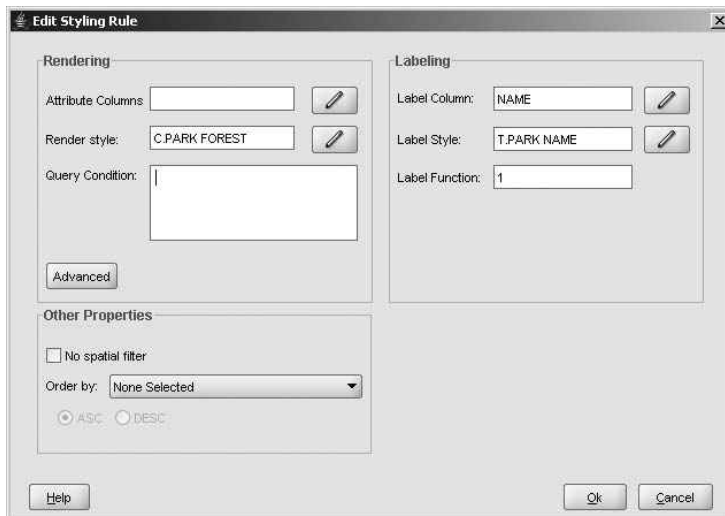 Edit Styling Rule
Rendering
Attribute Columns
Render style: C.PARK FOREST
Query Condition:
Advanced
Labeling
Label Column: NAME
Label Style: T.PARK NAME
Label Function: 1
Other Properties
No spatial filter
Order by: None Selected
ASC DESC
Help Ok Cancel